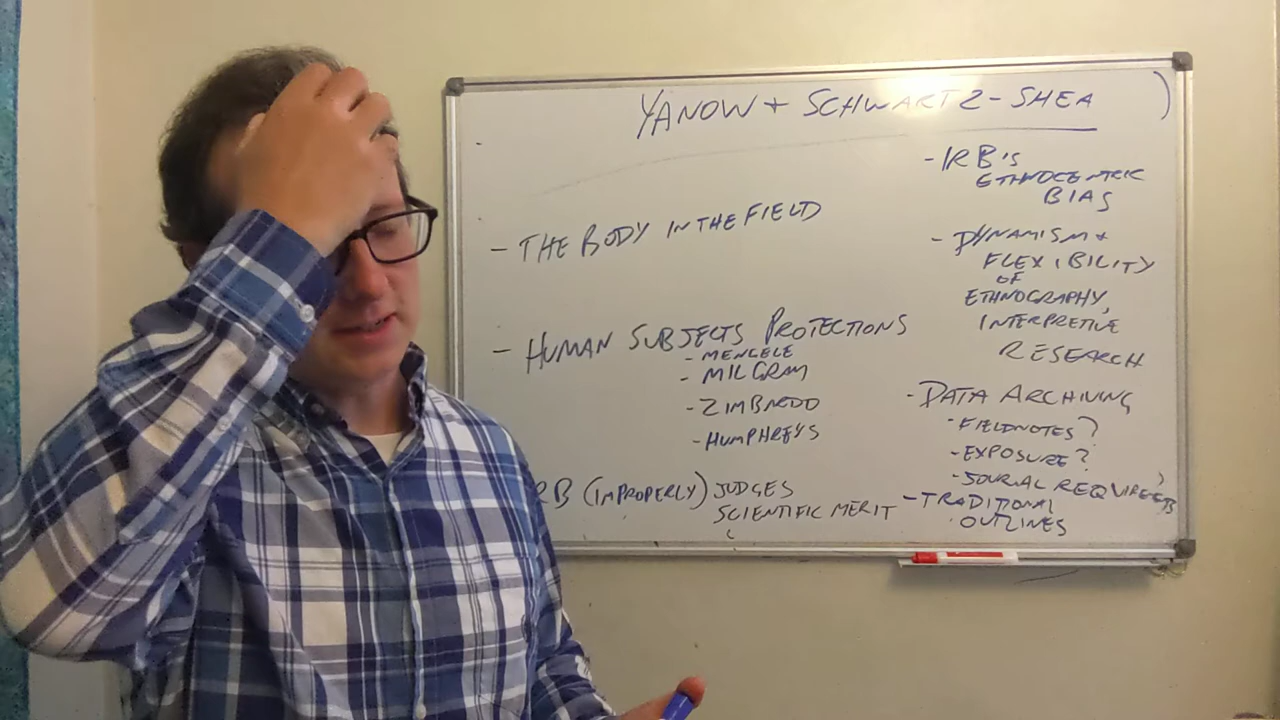 YANOW + SCHWARTZ-SHEA )
- THE BODY IN THE FIELD
- HUMAN SUBJECTS PROTECTIONS
- MENGELE
- MILGRAM
- ZIMBARDO
- HUMPHREYS
RB (IMPROPERLY) JUDGES
SCIENTIFIC MERIT
- IRB's
ETHNOCENTRIC
BIAS
- DYNAMISM +
FLEXIBILITY
OF
ETHNOGRAPHY,
INTERPRETIVE
RESEARCH
- DATA ARCHIVING
- FIELDNOTES?
- EXPOSURE?
- JOURNAL
- TRADITIONAL
OUTLINES